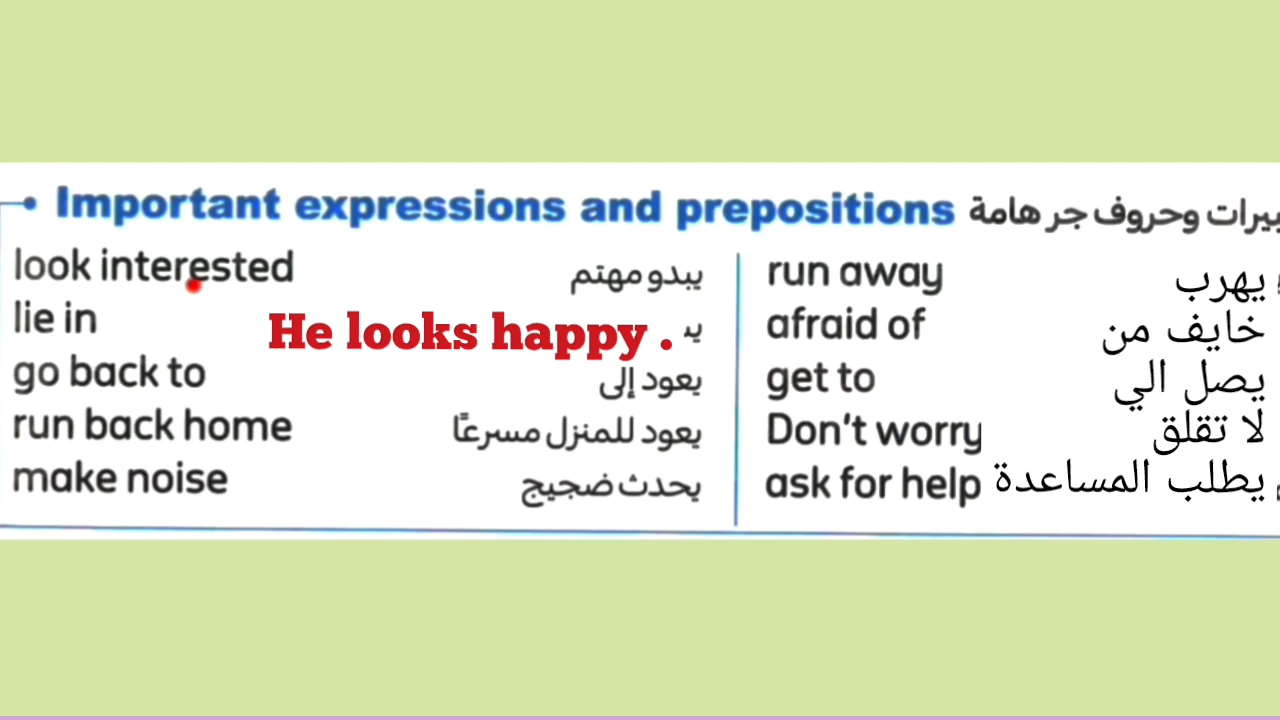 Important expressions and prepositions وحروف جر هامة
look interested يبدو مهتم
lie in
He looks happy .
go back to يعود إلى
run back home يعود للمنزل مسرعًا
make noise يحدث ضجيج
run away يهرب
afraid of خايف من
get to يصل الي
Don't worry لا تقلق
ask for help يطلب المساعدة